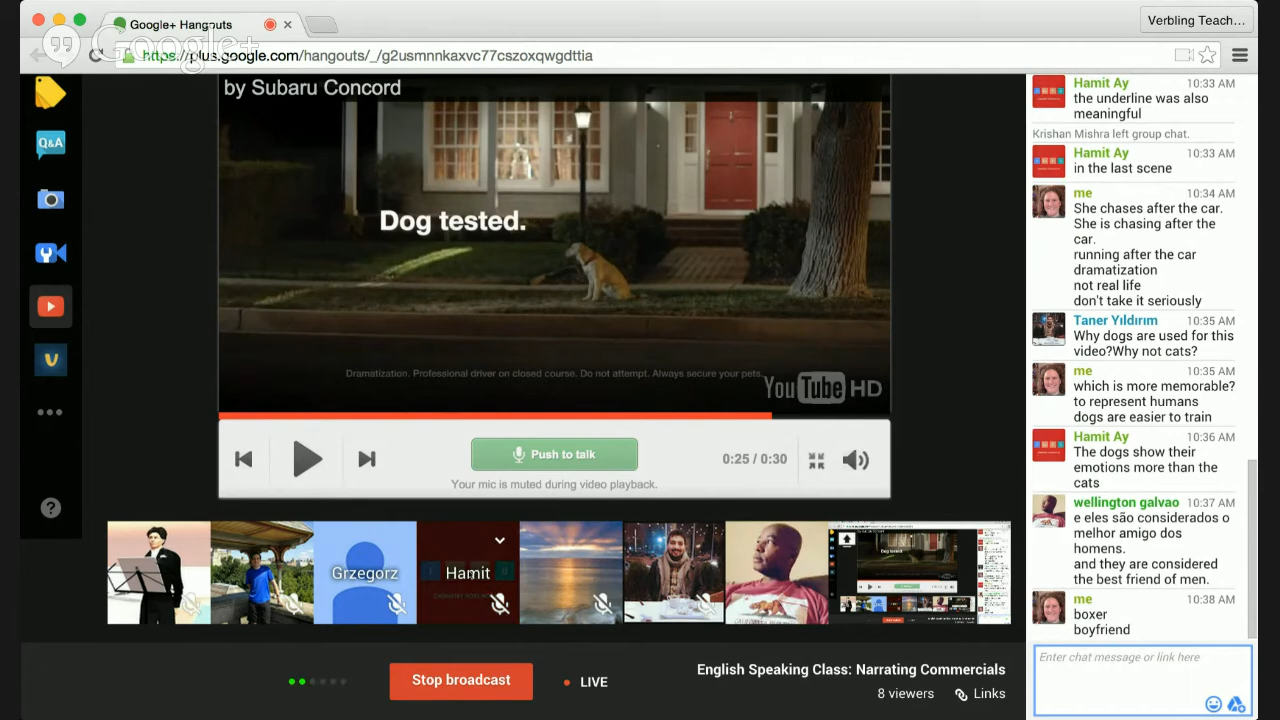 Google+ Hangouts
Verbling Teach...
Google+
https://plus.google.com/hangouts/_/g2usmnnkaxvc77cszoxqvgdttia
by Subaru Concord
Q&A
Dog tested.
Dramatization. Professional driver on closed course. Do not attempt. Always secure your pets.
YouTube HD
Push to talk
0:25 / 0:30
Your mic is muted during video playback.
Grzegorz
Hamit
Stop broadcast
LIVE
English Speaking Class: Narrating Commercials
8 viewers
Links
Hamit Ay 10:33 AM
the underline was also
meaningful
Krishan Mishra left group chat.
Hamit Ay 10:33 AM
in the last scene
me 10:34 AM
She chases after the car.
She is chasing after the
car.
running after the car
dramatization
not real life
don't take it seriously
Taner Yıldırım 10:35 AM
Why dogs are used for this
video?Why not cats?
me 10:35 AM
which is more memorable?
to represent humans
dogs are easier to train
Hamit Ay 10:36 AM
The dogs show their
emotions more than the
cats
wellington galvao 10:37 AM
e eles são considerados o
melhor amigo dos
homens.
and they are considered
the best friend of men.
me 10:38 AM
boxer
boyfriend
Enter chat message or link here